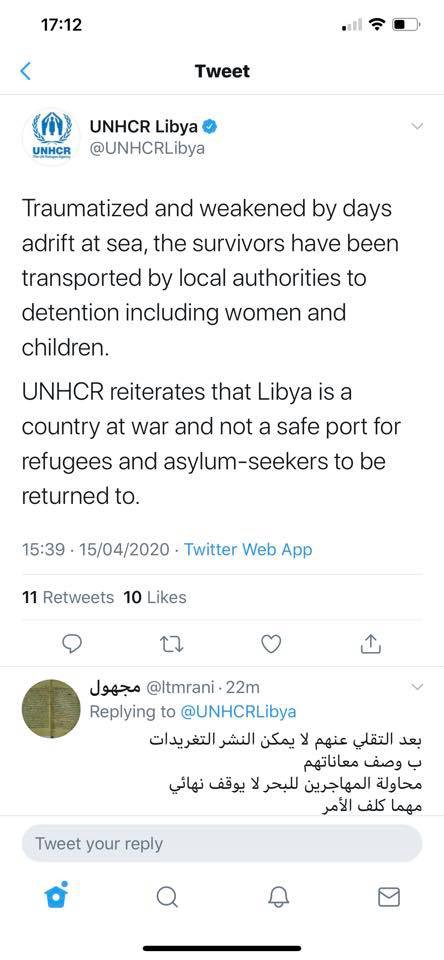 17:12
Tweet
UNHCR Libya
@UNHCRLibya
UNHCR
Traumatized and weakened by days
adrift at sea, the survivors have been
transported by local authorities to
detention including women and
children.
UNHCR reiterates that Libya is a
country at war and not a safe port for
refugees and asylum-seekers to be
returned to.
15:39 · 15/04/2020 · Twitter Web App
11 Retweets 10 Likes
مجهول @ltmrani · 22m
Replying to @UNHCRLibya
بعد التقلي عنهم لا يمكن النشر التغريدات
ب وصف معاناتهم
محاولة المهاجرين للبحر لا يوقف نهائي
مهما كلف الأمر
Tweet your reply